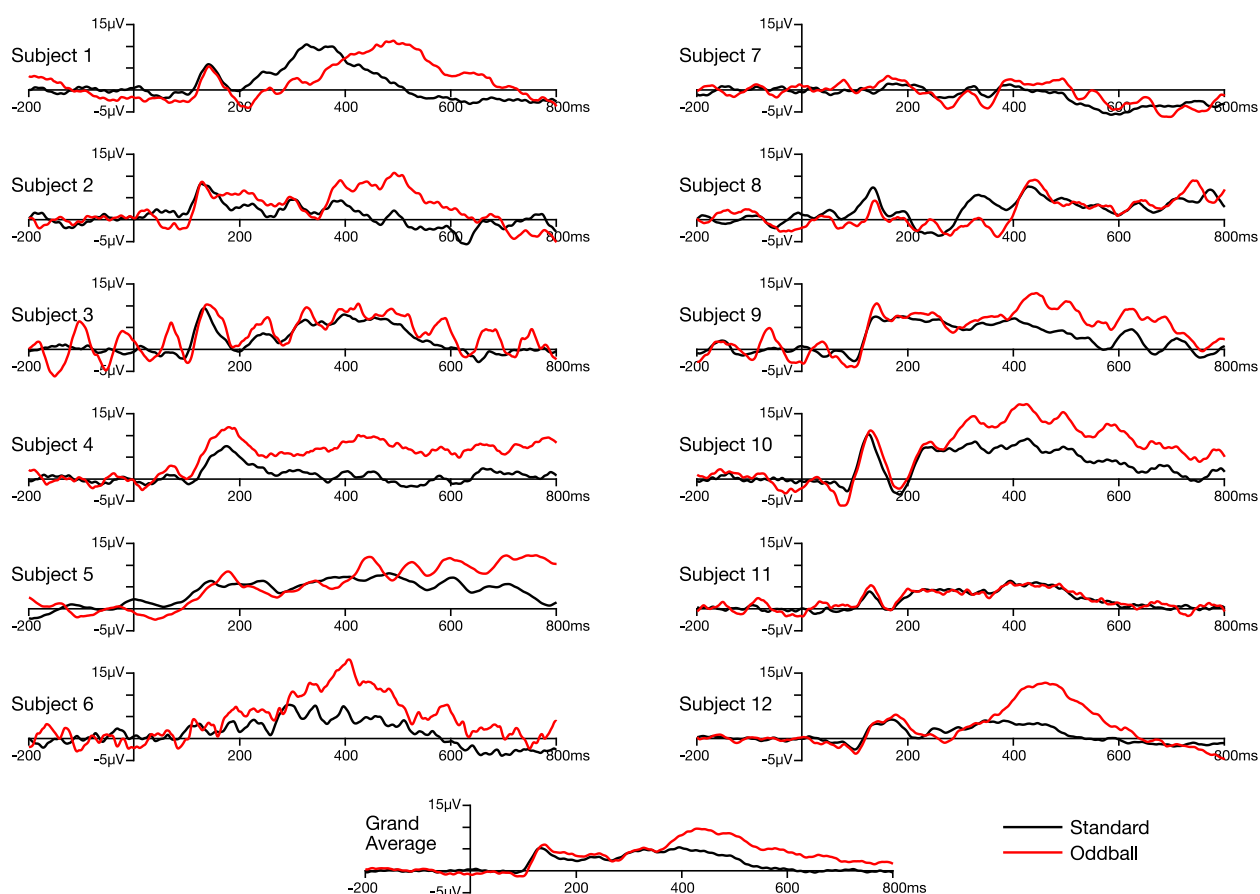 15µV
Subject 1
-5µV
-200
200
400
600
800ms
15µV
Subject 7
-5µV
-200
200
400
600
800ms
15µV
Subject 2
-5µV
-200
200
400
600
800ms
15µV
Subject 8
-5µV
-200
200
400
600
800ms
15µV
Subject 3
-5µV
-200
200
400
600
800ms
15µV
Subject 9
-5µV
-200
200
400
600
800ms
15µV
Subject 4
-5µV
-200
200
400
600
800ms
15µV
Subject 10
-5µV
-200
200
400
600
800ms
15µV
Subject 5
-5µV
-200
200
400
600
800ms
15µV
Subject 11
-5µV
-200
200
400
600
800ms
15µV
Subject 6
-5µV
-200
200
400
600
800ms
15µV
Subject 12
-5µV
-200
200
400
600
800ms
15µV
Grand
Average
-5µV
-200
200
400
600
800ms
Standard
Oddball